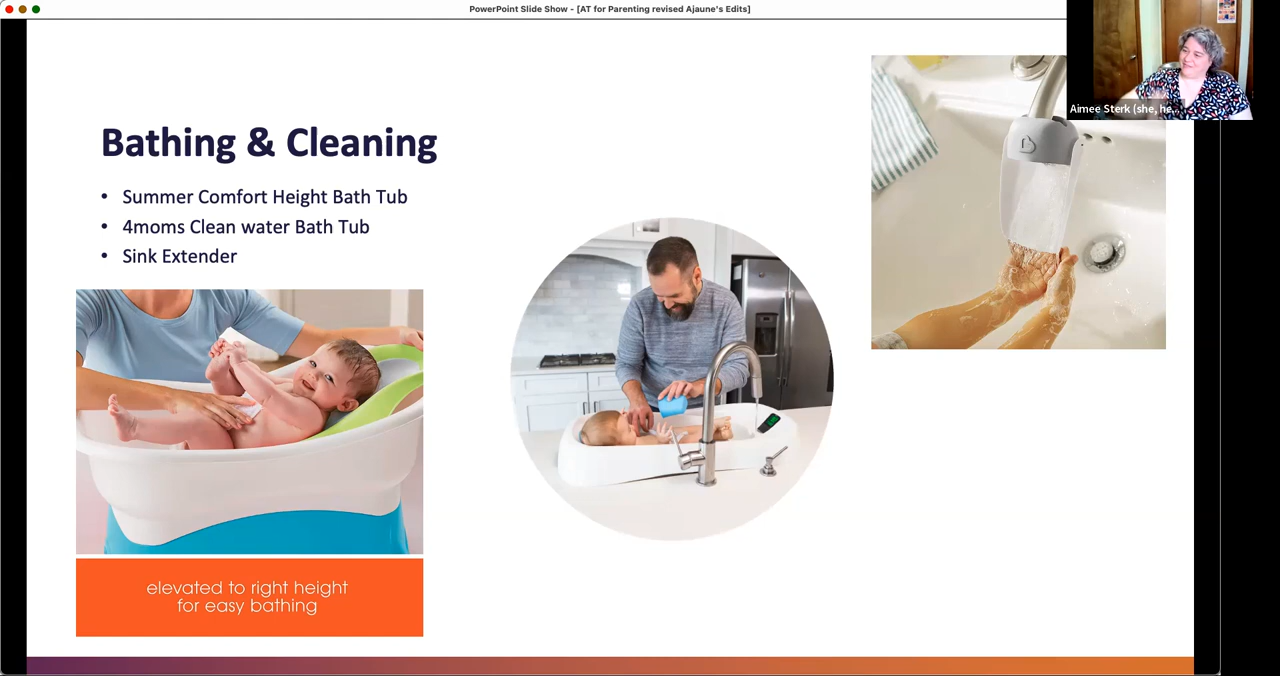 PowerPoint Slide Show - [AT for Parenting revised Ajaune's Edits]
Aimee Sterk (she, he...
Bathing & Cleaning
• Summer Comfort Height Bath Tub
• 4moms Clean water Bath Tub
• Sink Extender
elevated to right height
for easy bathing